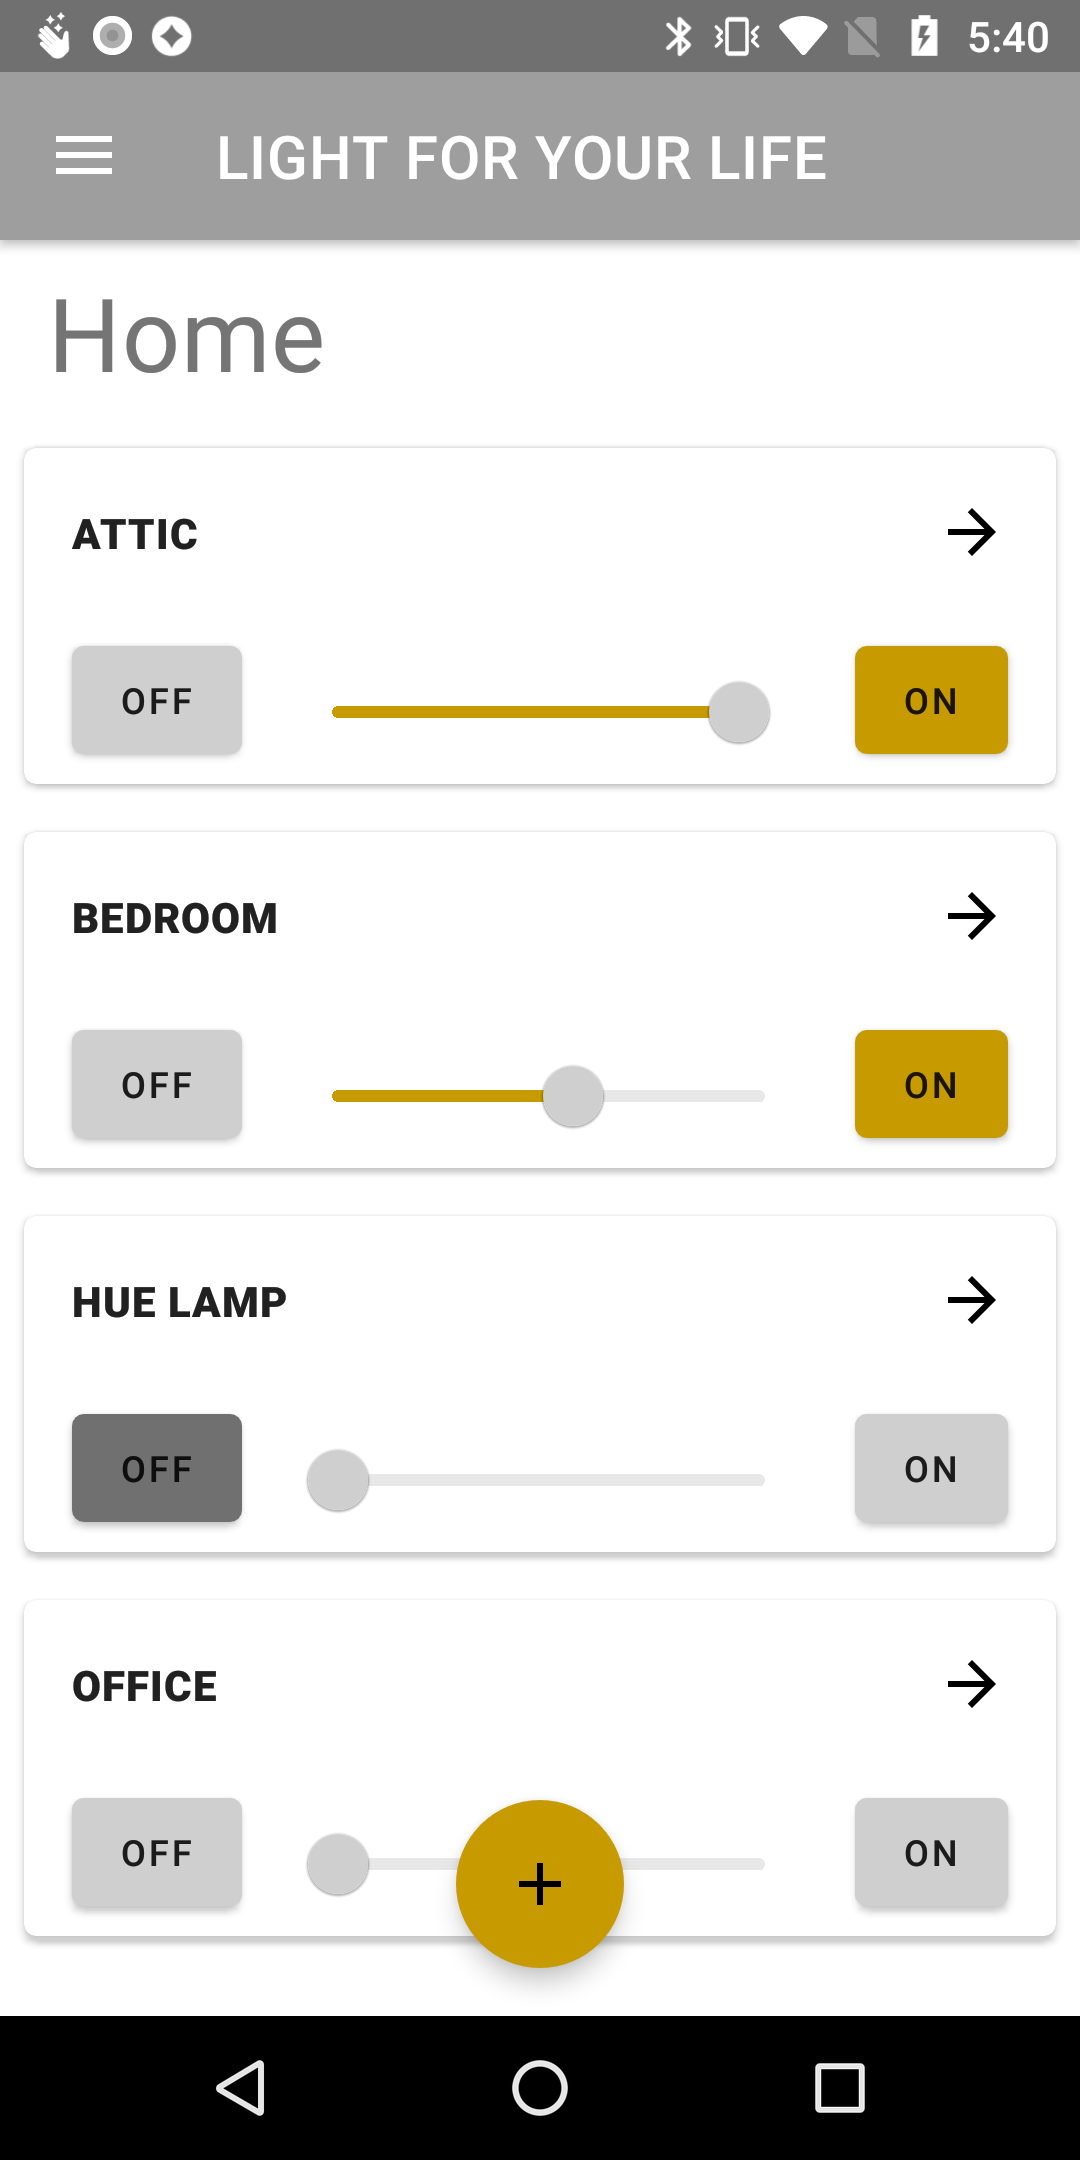 5:40
LIGHT FOR YOUR LIFE
Home
ATTIC
OFF ON
BEDROOM
OFF ON
HUE LAMP
OFF ON
OFFICE
OFF ON